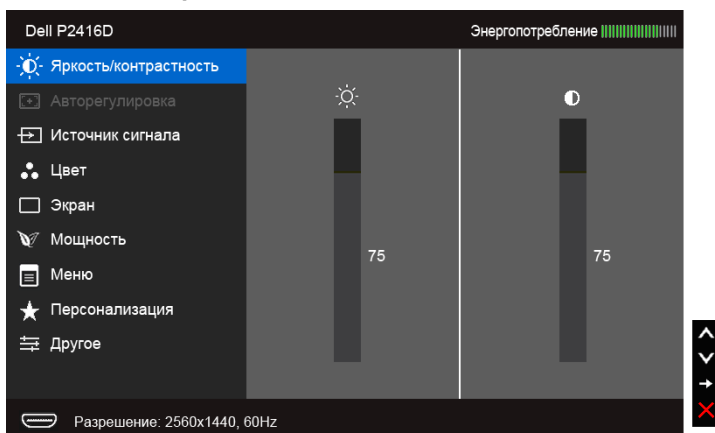 Dell P2416D
Энергопотребление
Яркость/контрастность
Авторегулировка
Источник сигнала
Цвет
Экран
Мощность
Меню
Персонализация
Другое
75
75
Разрешение: 2560x1440, 60Hz